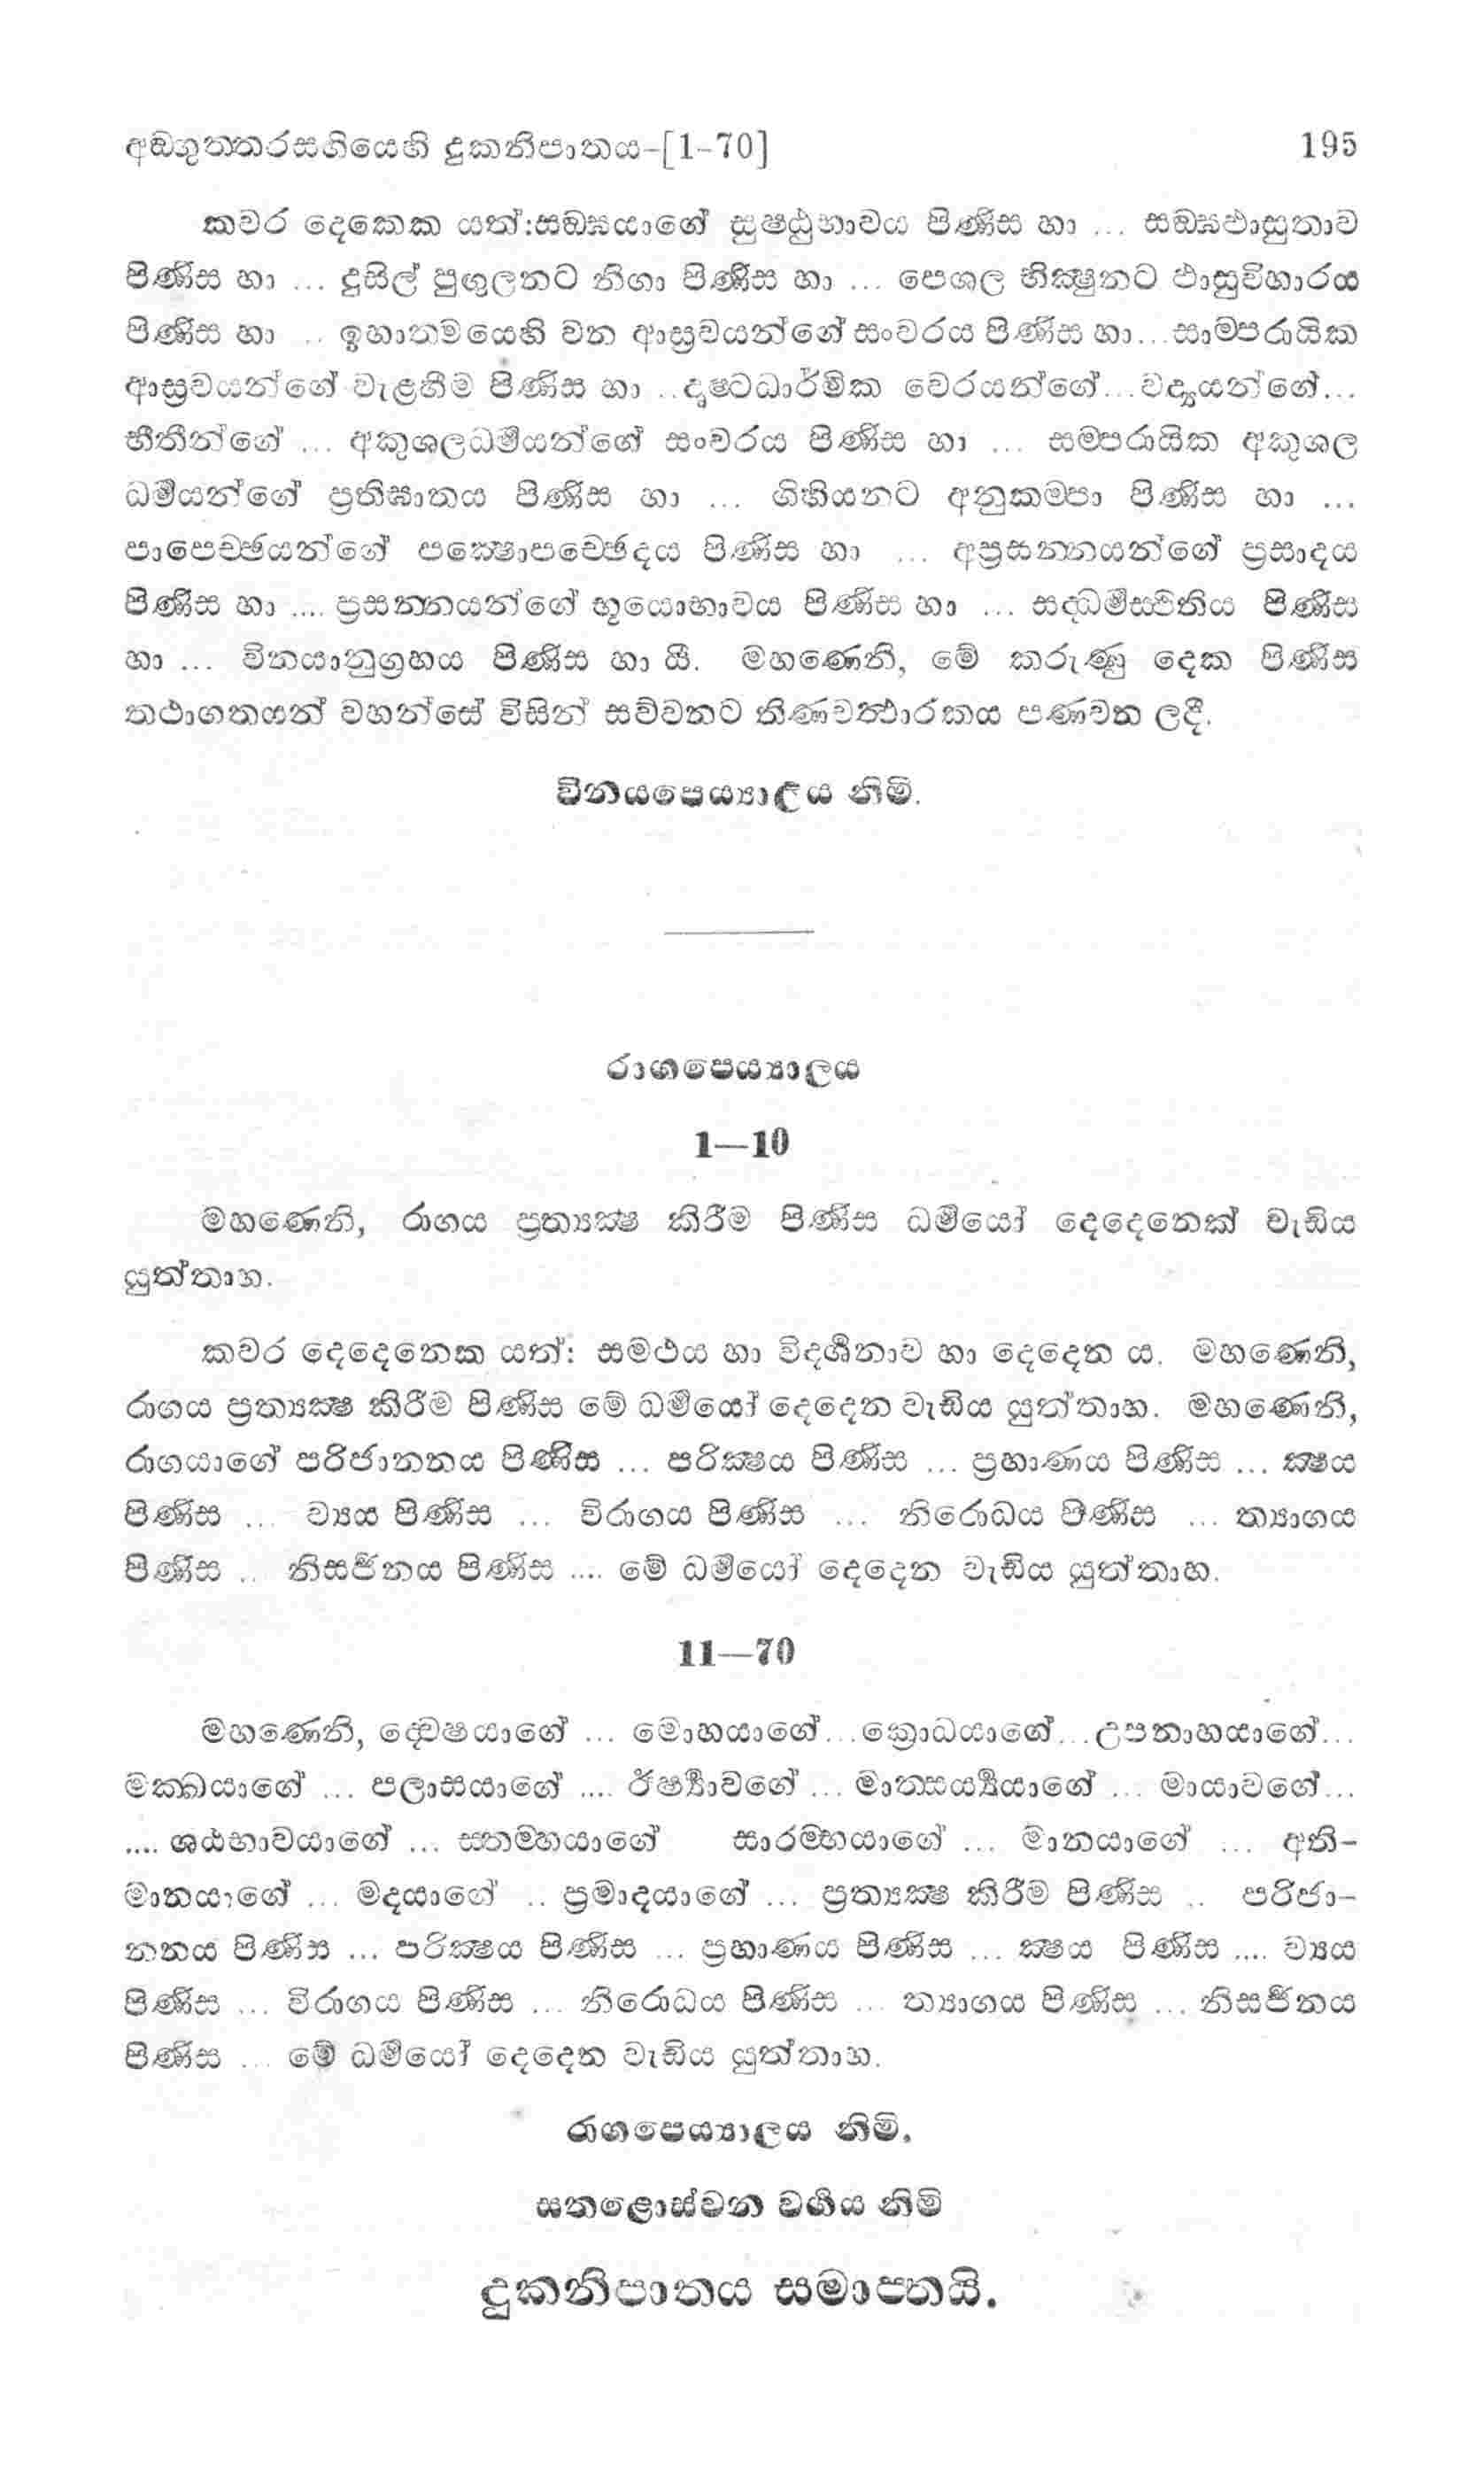 අඞගුත්තරසඟියෙහි දුකනිපාතය-[1-70] 195
කවර දෙකෙක යත්:සඞ්ඝයාගේ සුෂ්ඨුභාවය පිණිස හා ... සඞ්ඝඵාසුතාව
පිණිස හා ... දුසිල් පුඟුලනට නිගා පිණිස හා ... පෙශල භික්ෂුනට ඵාසුවිහාරය
පිණිස හා .. ඉහාත්මයෙහි වන ආස්‍රවයන්ගේ සංවරය පිණිස හා...සාම්පරායික
ආස්‍රවයන්ගේ වැළහීම පිණිස හා ..දෘෂ්ටධාර්මික වෙරයන්ගේ...වද්‍යයන්ගේ...
භීතීන්ගේ ... අකුශලධර්මයන්ගේ සංවරය පිණිස හා ... සම්පරායික අකුශල
ධර්මයන්ගේ ප්‍රතිඝාතය පිණිස හා ... ගිහියනට අනුකම්පා පිණිස හා ...
පාපෙච්ඡයන්ගේ පක්ෂොපච්ඡේදය පිණිස හා ... අප්‍රසන්නයන්ගේ ප්‍රසාදය
පිණිස හා .... ප්‍රසන්නයන්ගේ භූයොභාවය පිණිස හා ... සද්ධර්මස්ථිතිය පිණිස
හා ... විනයානුග්‍රහය පිණිස හා යි. මහණෙනි, මේ කරුණු දෙක පිණිස
තථාගතයන් වහන්සේ විසින් සව්වනට තිණවත්ථාරකය පණවන ලදී.
විනයපෙය්‍යාලය නිමි.
රාගපෙය්‍යාලය
1—10
මහණෙනි, රාගය ප්‍රත්‍යක්ෂ කිරීම පිණිස ධර්මයෝ දෙදෙනෙක් වැඩිය
යුත්තාහ.
කවර දෙදෙනෙක යත්: සමථය හා විදර්ශනාව හා දෙදෙන ය. මහණෙනි,
රාගය ප්‍රත්‍යක්ෂ කිරීම පිණිස මේ ධර්මයෝ දෙදෙන වැඩිය යුත්තාහ. මහණෙනි,
රාගයාගේ පරිජානනය පිණිස ... පරික්ෂය පිණිස ... ප්‍රහාණය පිණිස ... ක්ෂය
පිණිස ... ව්‍යය පිණිස ... විරාගය පිණිස ... නිරොධය පිණිස ... ත්‍යාගය
පිණිස .. නිසර්ජනය පිණිස .... මේ ධර්මයෝ දෙදෙන වැඩිය යුත්තාහ.
11—70
මහණෙනි, ද්වේෂයාගේ ... මොහයාගේ...ක්‍රොධයාගේ...උපනාහයාගේ...
මක්ඛයාගේ ... පලාසයාගේ .... ඊර්ෂ්‍යාවගේ ... මාත්සර්ය්‍යයාගේ ... මායාවගේ...
.... ශඨභාවයාගේ ... ස්තම්භයාගේ සාරම්භයාගේ ... මානයාගේ ... අති-
මානයාගේ ... මදයාගේ .. ප්‍රමාදයාගේ ... ප්‍රත්‍යක්ෂ කිරීම පිණිස .. පරිජා-
නනය පිණිස ... පරික්ෂය පිණිස ... ප්‍රහාණය පිණිස ... ක්ෂය පිණිස .... ව්‍යය
පිණිස ... විරාගය පිණිස ... නිරොධය පිණිස ... ත්‍යාගය පිණිස ... නිසර්ජනය
පිණිස ... මේ ධර්මයෝ දෙදෙන වැඩිය යුත්තාහ.
රාගපෙය්‍යාලය නිමි.
සතළොස්වන වර්ගය නිමි
දුකනිපාතය සමාප්තයි.